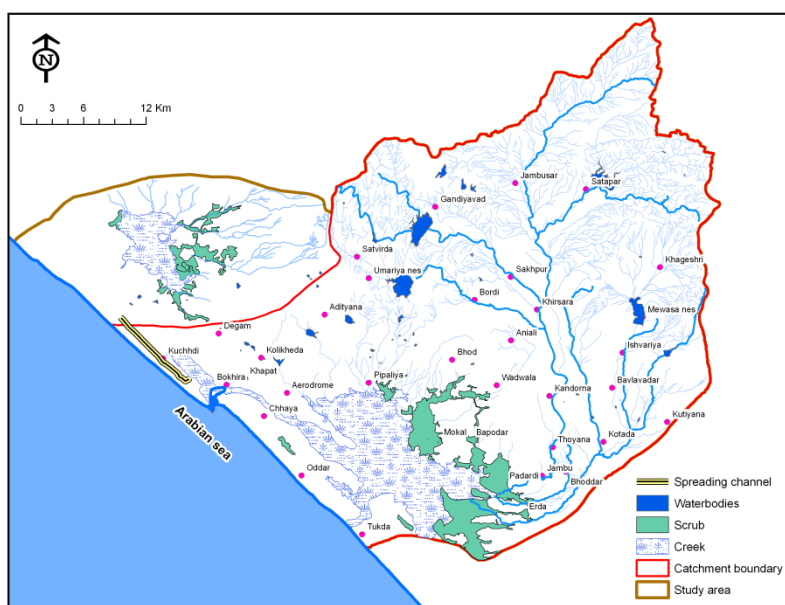 N
0 3 6 12 Km
Jambusar
Satapar
Gandiyavad
Satvirda
Khageshri
Umariya nes
Sakhpur
Bordi
Khirsara
Mewasa nes
Adityana
Degam
Aniali
Ishvariya
Kuchhdi
Kolikheda
Bhod
Khapat
Bokhira
Pipaliya
Wadwala
Bavlavadar
Aerodrome
Kandorna
Chhaya
Kutiyana
Arabian sea
Mokal
Bapodar
Thoyana
Kotada
Oddar
Padardi
Jambu
Bhoddar
Erda
Tukda
Spreading channel
Waterbodies
Scrub
Creek
Catchment boundary
Study area